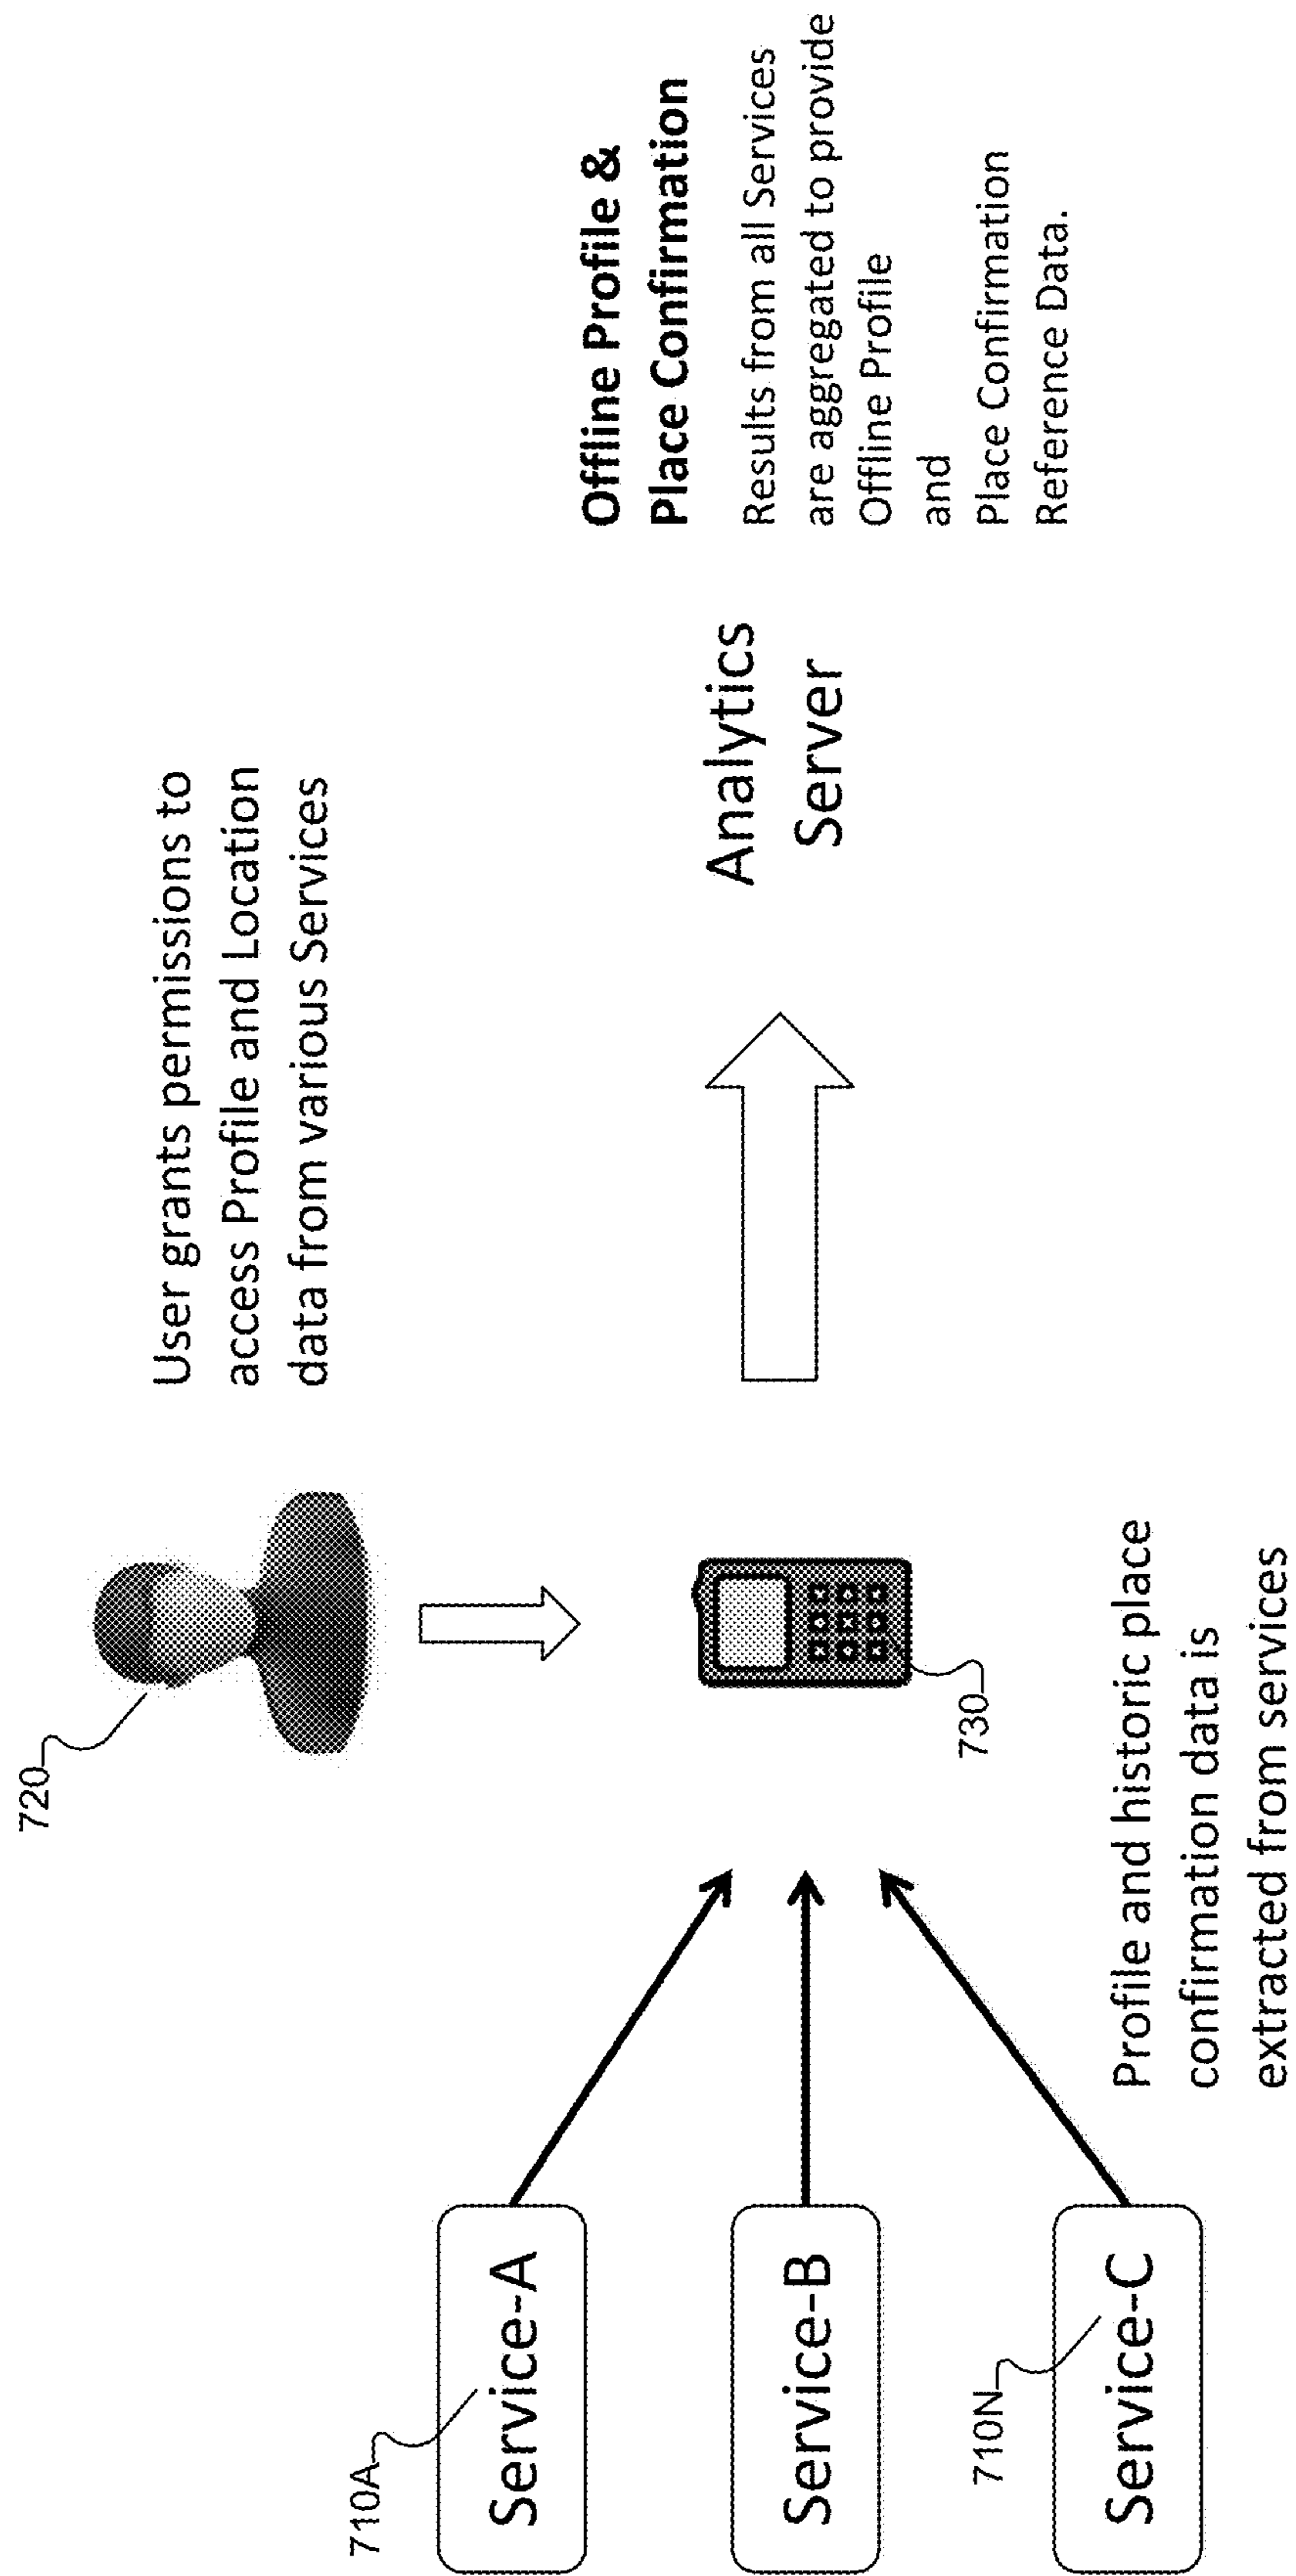 720
User grants permissions to
access Profile and Location
data from various Services
710A
Service-A
Service-B
710N
Service-C
730
Profile and historic place
confirmation data is
extracted from services
Analytics
Server
Offline Profile &
Place Confirmation
Results from all Services
are aggregated to provide
Offline Profile
and
Place Confirmation
Reference Data.